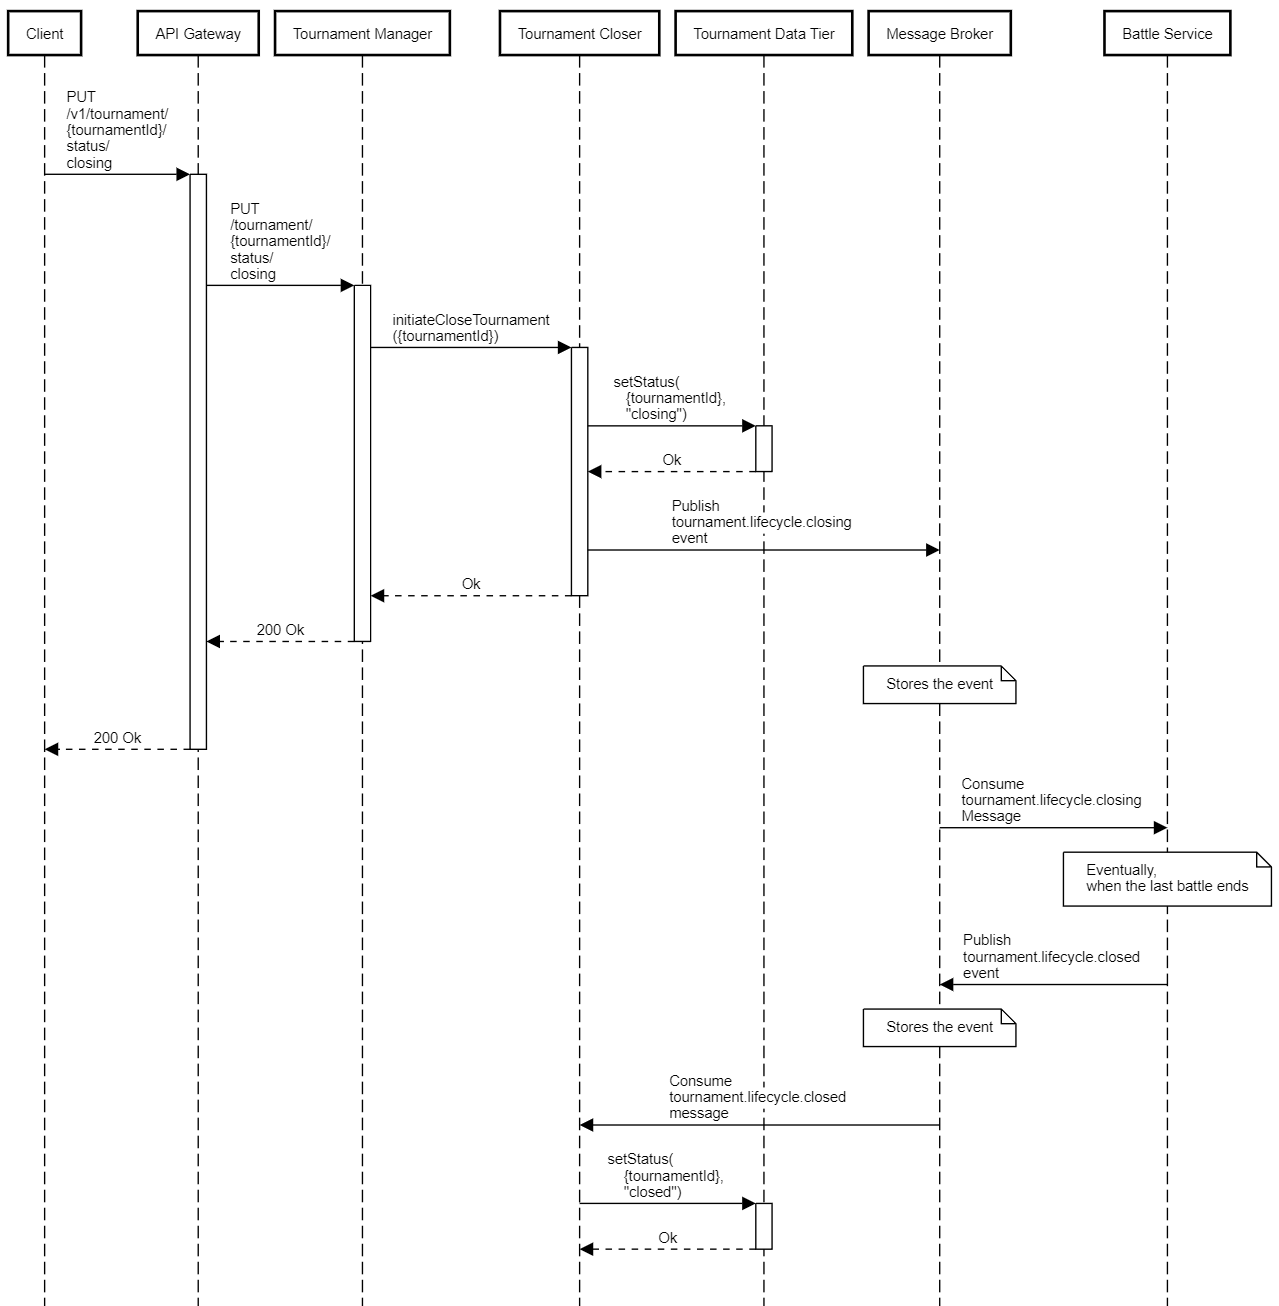 Client
API Gateway
Tournament Manager
Tournament Closer
Tournament Data Tier
Message Broker
Battle Service
PUT
/v1/tournament/
{tournamentId}/
status/
closing
PUT
/tournament/
{tournamentId}/
status/
closing
initiateCloseTournament
({tournamentId})
setStatus(
{tournamentId},
"closing")
Ok
Publish
tournament.lifecycle.closing
event
Ok
200 Ok
Stores the event
200 Ok
Consume
tournament.lifecycle.closing
Message
Eventually,
when the last battle ends
Publish
tournament.lifecycle.closed
event
Stores the event
Consume
tournament.lifecycle.closed
message
setStatus(
{tournamentId},
"closed")
Ok